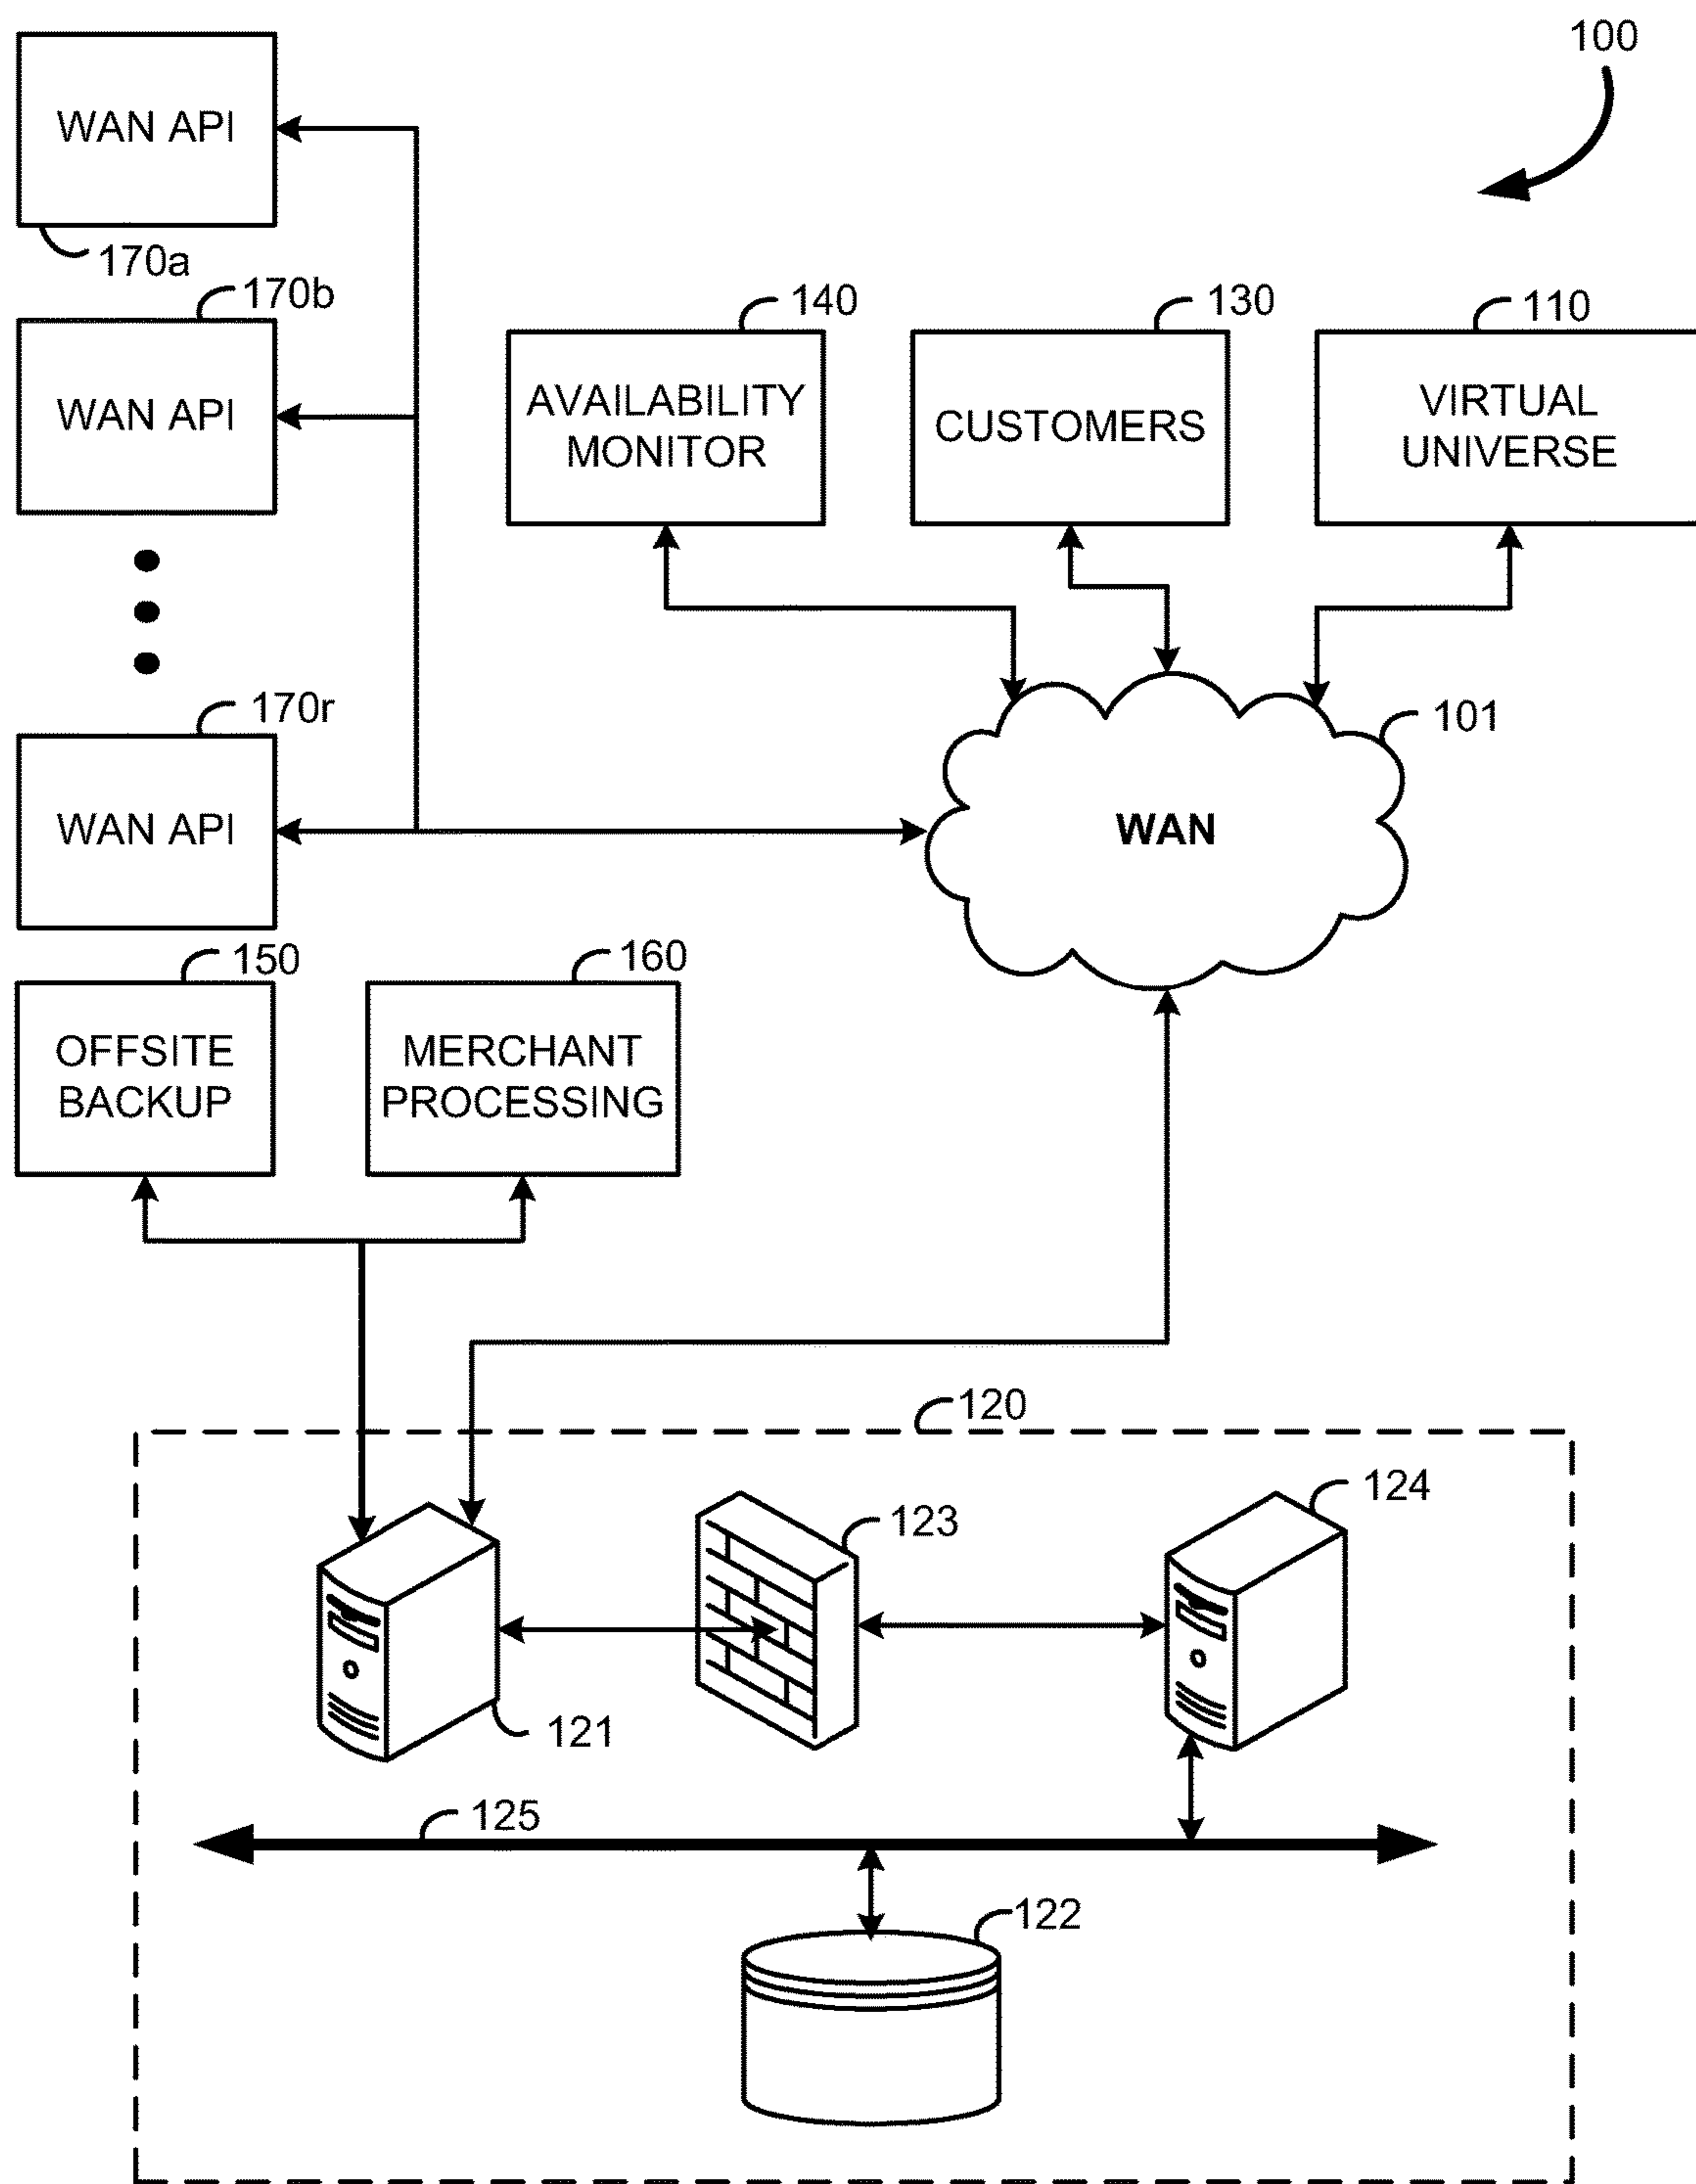 100
WAN API
170a
170b
WAN API
140
130
110
AVAILABILITY
MONITOR
CUSTOMERS
VIRTUAL
UNIVERSE
170r
101
WAN API
WAN
150
160
OFFSITE
BACKUP
MERCHANT
PROCESSING
120
124
123
121
125
122